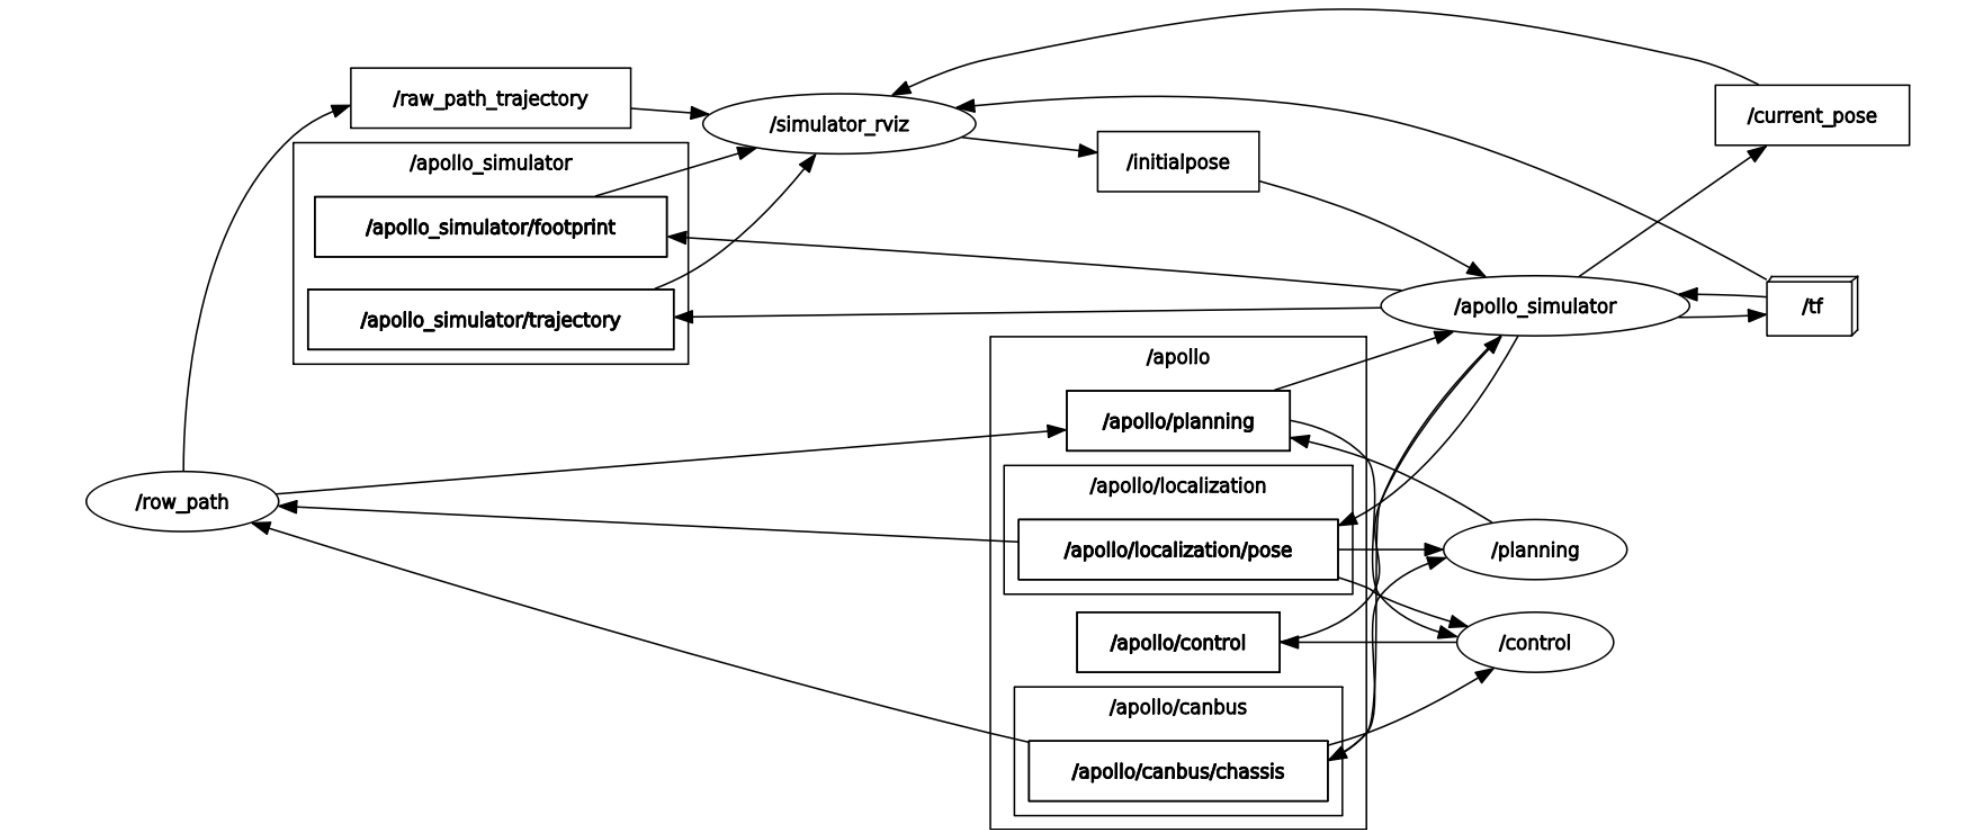 /raw_path_trajectory
/simulator_rviz
/current_pose
/initialpose
/apollo_simulator
/apollo_simulator/footprint
/apollo_simulator/trajectory
/apollo_simulator
/tf
/apollo
/apollo/planning
/row_path
/apollo/localization
/apollo/localization/pose
/planning
/apollo/control
/control
/apollo/canbus
/apollo/canbus/chassis